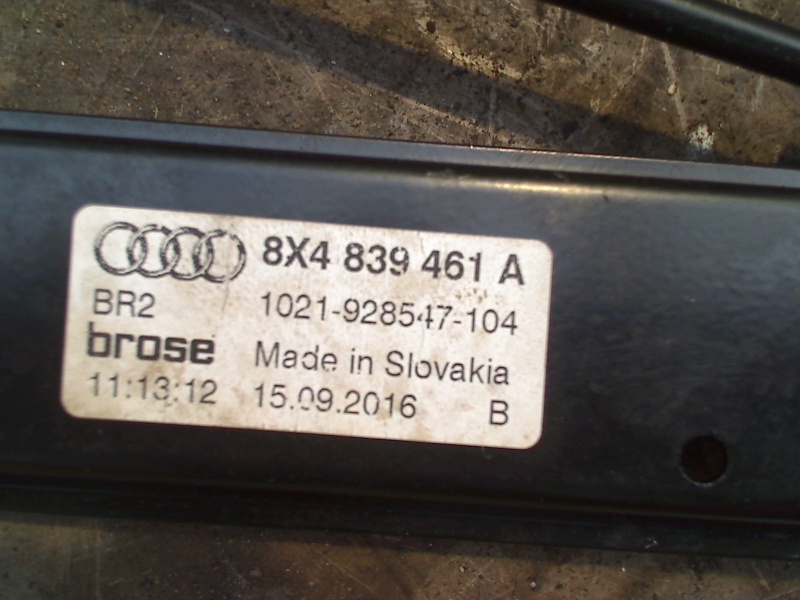 8X4 839 461 A
BR2 1021-928547-104
brose Made in Slovakia
11:13:12 15.09.2016 B